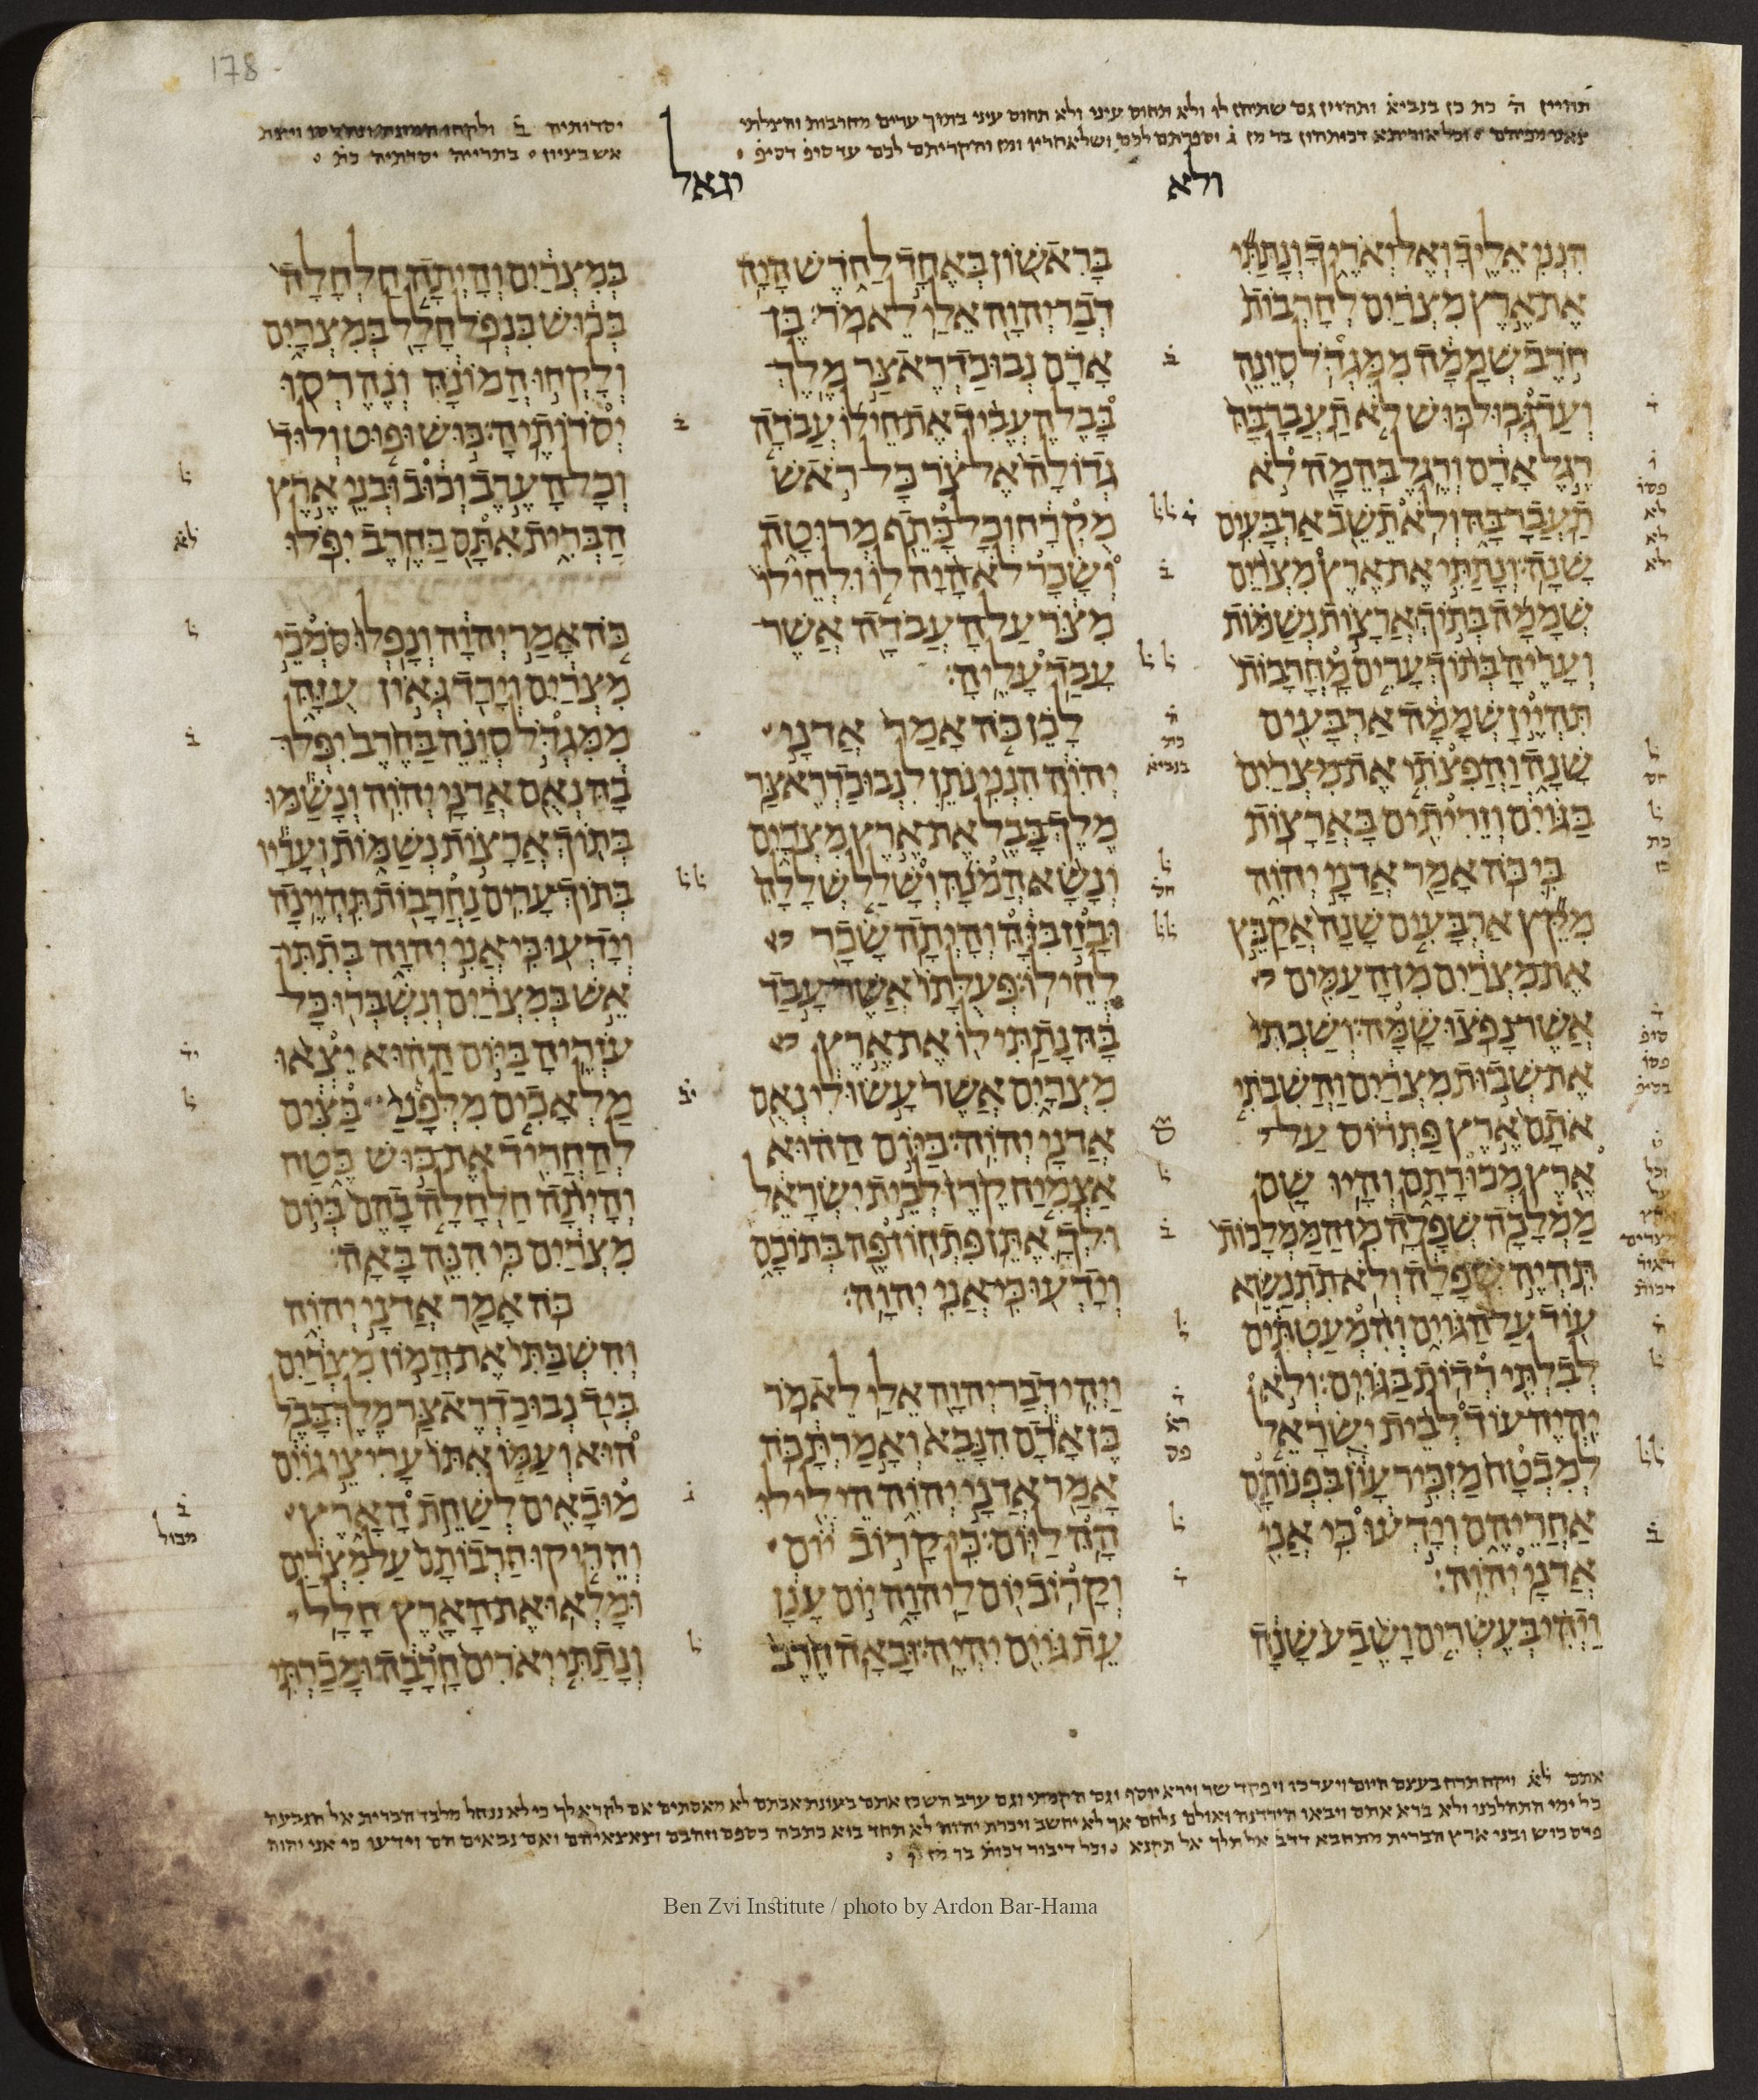 178
ולא
יגאל
הִנְנִי אֵלֶיךָ וְאֶל יְאֹרֶיךָ וְנָתַתִּי
אֶת אֶרֶץ מִצְרַיִם לְחָרְבוֹת
חֹרֶב שְׁמָמָה מִמִּגְדֹּל סְוֵנֵה
וְעַד גְּבוּל כּוּשׁ׃ לֹא תַעֲבָר בָּהּ
רֶגֶל אָדָם וְרֶגֶל בְּהֵמָה לֹא
תַעֲבָר בָּהּ וְלֹא תֵשֵׁב אַרְבָּעִים
שָׁנָה׃ וְנָתַתִּי אֶת אֶרֶץ מִצְרַיִם
שְׁמָמָה בְּתוֹךְ אֲרָצוֹת נְשַׁמּוֹת
וְעָרֶיהָ בְּתוֹךְ עָרִים מָחֳרָבוֹת
תִּהְיֶיןָ שְׁמָמָה אַרְבָּעִים
שָׁנָה וַהֲפִצֹתִי אֶת מִצְרַיִם
בַּגּוֹיִם וְזֵרִיתִים בָּאֲרָצוֹת׃
כִּי כֹּה אָמַר אֲדֹנָי יְהוִה
מִקֵּץ אַרְבָּעִים שָׁנָה אֲקַבֵּץ
אֶת מִצְרַיִם מִן הָעַמִּים
אֲשֶׁר נָפֹצוּ שָׁמָּה׃ וְשַׁבְתִּי
אֶת שְׁבוּת מִצְרַיִם וַהֲשִׁבֹתִי
אֹתָם אֶרֶץ פַּתְרוֹס עַל
אֶרֶץ מְכוּרָתָם וְהָיוּ שָׁם
מַמְלָכָה שְׁפָלָה׃ מִן הַמַּמְלָכוֹת
תִּהְיֶה שְׁפָלָה וְלֹא תִתְנַשֵּׂא
עוֹד עַל הַגּוֹיִם וְהִמְעַטְתִּים
לְבִלְתִּי רְדוֹת בַּגּוֹיִם׃ וְלֹא
יִהְיֶה עוֹד לְבֵית יִשְׂרָאֵל
לְמִבְטָח מַזְכִּיר עָוֹן בִּפְנוֹתָם
אַחֲרֵיהֶם וְיָדְעוּ כִּי אֲנִי
אֲדֹנָי יְהוִה׃
וַיְהִי בְּעֶשְׂרִים וָשֶׁבַע שָׁנָה
בָּרִאשׁוֹן בְּאֶחָד לַחֹדֶשׁ הָיָה
דְבַר יְהוָה אֵלַי לֵאמֹר׃ בֶּן
אָדָם נְבוּכַדְרֶאצַּר מֶלֶךְ
בָּבֶל הֶעֱבִיד אֶת חֵילוֹ עֲבֹדָה
גְדוֹלָה אֶל צֹר כָּל רֹאשׁ
מֻקְרָח וְכָל כָּתֵף מְרוּטָה
וְשָׂכָר לֹא הָיָה לוֹ וּלְחֵילוֹ
מִצֹּר עַל הָעֲבֹדָה אֲשֶׁר
עָבַד עָלֶיהָ׃
לָכֵן כֹּה אָמַר אֲדֹנָי
יְהוִה הִנְנִי נֹתֵן לִנְבוּכַדְרֶאצַּר
מֶלֶךְ בָּבֶל אֶת אֶרֶץ מִצְרָיִם
וְנָשָׂא הֲמֹנָהּ וְשָׁלַל שְׁלָלָהּ
וּבָזַז בִּזָּהּ וְהָיְתָה שָׂכָר
לְחֵילוֹ׃ פְּעֻלָּתוֹ אֲשֶׁר עָבַד
בָּהּ נָתַתִּי לוֹ אֶת אֶרֶץ
מִצְרָיִם אֲשֶׁר עָשׂוּ לִי נְאֻם
אֲדֹנָי יְהוִה׃ בַּיּוֹם הַהוּא
אַצְמִיחַ קֶרֶן לְבֵית יִשְׂרָאֵל
וּלְךָ אֶתֵּן פִּתְחוֹן פֶּה בְּתוֹכָם
וְיָדְעוּ כִּי אֲנִי יְהוָה׃
וַיְהִי דְבַר יְהוָה אֵלַי לֵאמֹר׃
בֶּן אָדָם הִנָּבֵא וְאָמַרְתָּ כֹּה
אָמַר אֲדֹנָי יְהוִה הֵילִילוּ
הָהּ לַיּוֹם׃ כִּי קָרוֹב יוֹם
וְקָרוֹב יוֹם לַיהוָה יוֹם עָנָן
עֵת גּוֹיִם יִהְיֶה׃ וּבָאָה חֶרֶב
בְּמִצְרַיִם וְהָיְתָה חַלְחָלָה
בְּכוּשׁ בִּנְפֹל חָלָל בְּמִצְרָיִם
וְלָקְחוּ הֲמוֹנָהּ וְנֶהֶרְסוּ
יְסֹדוֹתֶיהָ׃ כּוּשׁ וּפוּט וְלוּד
וְכָל הָעֶרֶב וְכוּב וּבְנֵי אֶרֶץ
הַבְּרִית אִתָּם בַּחֶרֶב יִפֹּלוּ׃
כֹּה אָמַר יְהוָה וְנָפְלוּ סֹמְכֵי
מִצְרַיִם וְיָרַד גְּאוֹן עֻזָּהּ
מִמִּגְדֹּל סְוֵנֵה בַּחֶרֶב יִפְּלוּ
בָהּ נְאֻם אֲדֹנָי יְהוִה׃ וְנָשַׁמּוּ
בְּתוֹךְ אֲרָצוֹת נְשַׁמּוֹת וְעָרָיו
בְּתוֹךְ עָרִים נַחֲרָבוֹת תִּהְיֶינָה׃
וְיָדְעוּ כִּי אֲנִי יְהוָה בְּתִתִּי
אֵשׁ בְּמִצְרַיִם וְנִשְׁבְּרוּ כָּל
עֹזְרֶיהָ׃ בַּיּוֹם הַהוּא יֵצְאוּ
מַלְאָכִים מִלְּפָנַי בַּצִּים
לְהַחֲרִיד אֶת כּוּשׁ בֶּטַח
וְהָיְתָה חַלְחָלָה בָהֶם בְּיוֹם
מִצְרַיִם כִּי הִנֵּה בָּאָה׃
כֹּה אָמַר אֲדֹנָי יְהוִה
וְהִשְׁבַּתִּי אֶת הֲמוֹן מִצְרַיִם
בְּיַד נְבוּכַדְרֶאצַּר מֶלֶךְ בָּבֶל׃
הוּא וְעַמּוֹ אִתּוֹ עָרִיצֵי גוֹיִם
מוּבָאִים לְשַׁחֵת הָאָרֶץ
וְהֵרִיקוּ חַרְבוֹתָם עַל מִצְרַיִם
וּמָלְאוּ אֶת הָאָרֶץ חָלָל׃
וְנָתַתִּי יְאֹרִים חָרָבָה וּמָכַרְתִּי
Ben Zvi Institute / photo by Ardon Bar-Hama